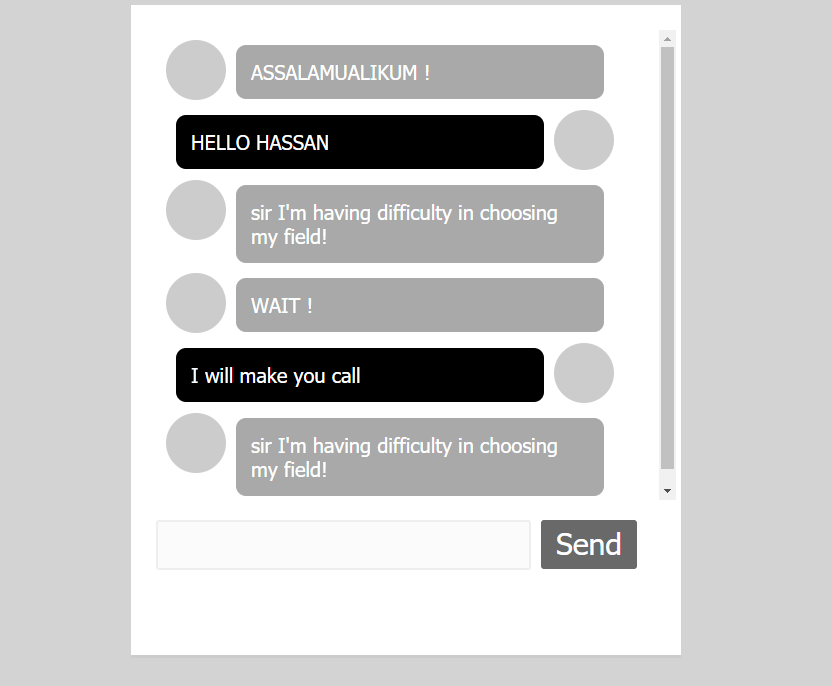 ASSALAMUALIKUM !
HELLO HASSAN
sir I'm having difficulty in choosing
my field!
WAIT !
I will make you call
sir I'm having difficulty in choosing
my field!
Send